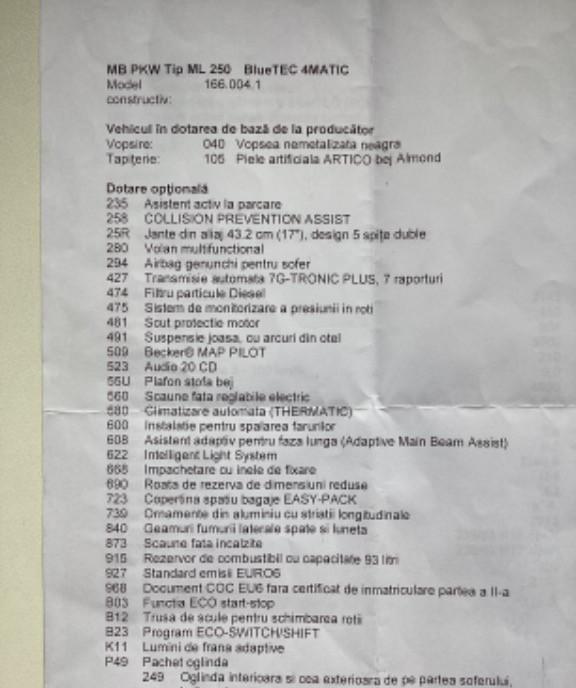 MB PKW Tip ML 250 BlueTEC 4MATIC
Model 166.004.1
constructiv:
Vehicul în dotarea de bază de la producător
Vopsire: 040 Vopsea nemetalizata neagra
Tapiţerie: 105 Piele artificiala ARTICO bej Almond
Dotare opţională
235 Asistent activ la parcare
258 COLLISION PREVENTION ASSIST
25R Jante din aliaj 43.2 cm (17"), design 5 spiţe duble
280 Volan multifunctional
294 Airbag genunchi pentru sofer
427 Transmisie automata 7G-TRONIC PLUS, 7 raporturi
474 Filtru particule Diesel
475 Sistem de monitorizare a presiunii in roti
481 Scut protectie motor
491 Suspensie joasa, cu arcuri din otel
509 Becker® MAP PILOT
523 Audio 20 CD
55U Plafon stofa bej
560 Scaune fata reglabile electric
580 Climatizare automata (THERMATIC)
600 Instalatie pentru spalarea farurilor
608 Asistent adaptiv pentru faza lunga (Adaptive Main Beam Assist)
622 Intelligent Light System
668 Impachetare cu inele de fixare
690 Roata de rezerva de dimensiuni reduse
723 Copertina spatiu bagaje EASY-PACK
739 Ornamente din aluminiu cu striatii longitudinale
840 Geamuri fumurii laterale spate si luneta
873 Scaune fata incalzite
915 Rezervor de combustibil cu capacitate 93 litri
927 Standard emisii EURO6
968 Document COC EU6 fara certificat de inmatriculare partea a II-a
B03 Functia ECO start-stop
B12 Trusa de scule pentru schimbarea rotii
B23 Program ECO-SWITCH/SHIFT
K11 Lumini de frana adaptive
P49 Pachet oglinda
249 Oglinda interioara si cea exterioara de pe partea soferului,